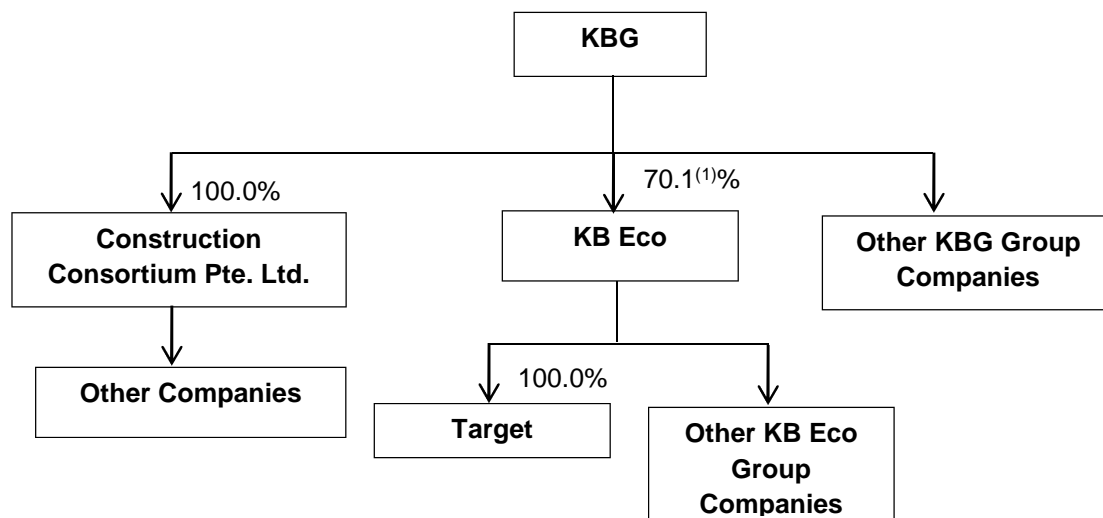 KBG
100.0%
70.1(1)%
Construction
Consortium Pte. Ltd.
KB Eco
Other KBG Group
Companies
Other Companies
100.0%
Target
Other KB Eco
Group
Companies